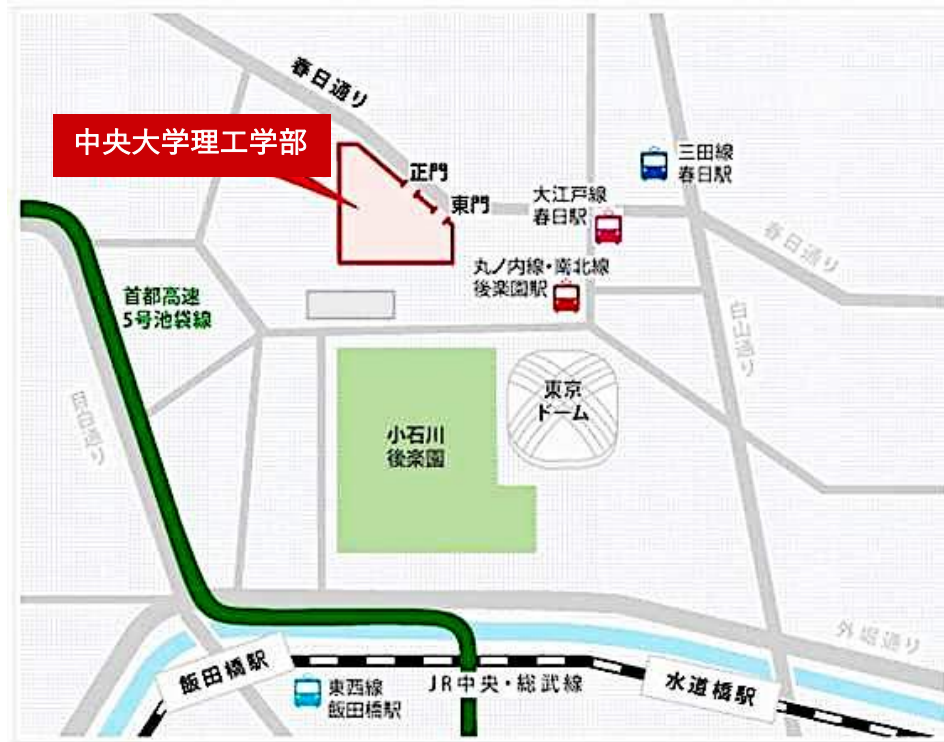 春日通り
中央大学理工学部
正門
東門
三田線
春日駅
大江戸線
春日駅
春日通り
丸ノ内線・南北線
後楽園駅
首都高速
5号池袋線
白山通り
東京
ドーム
目白通り
小石川
後楽園
外堀通り
飯田橋駅
東西線
飯田橋駅
JR中央・総武線
水道橋駅